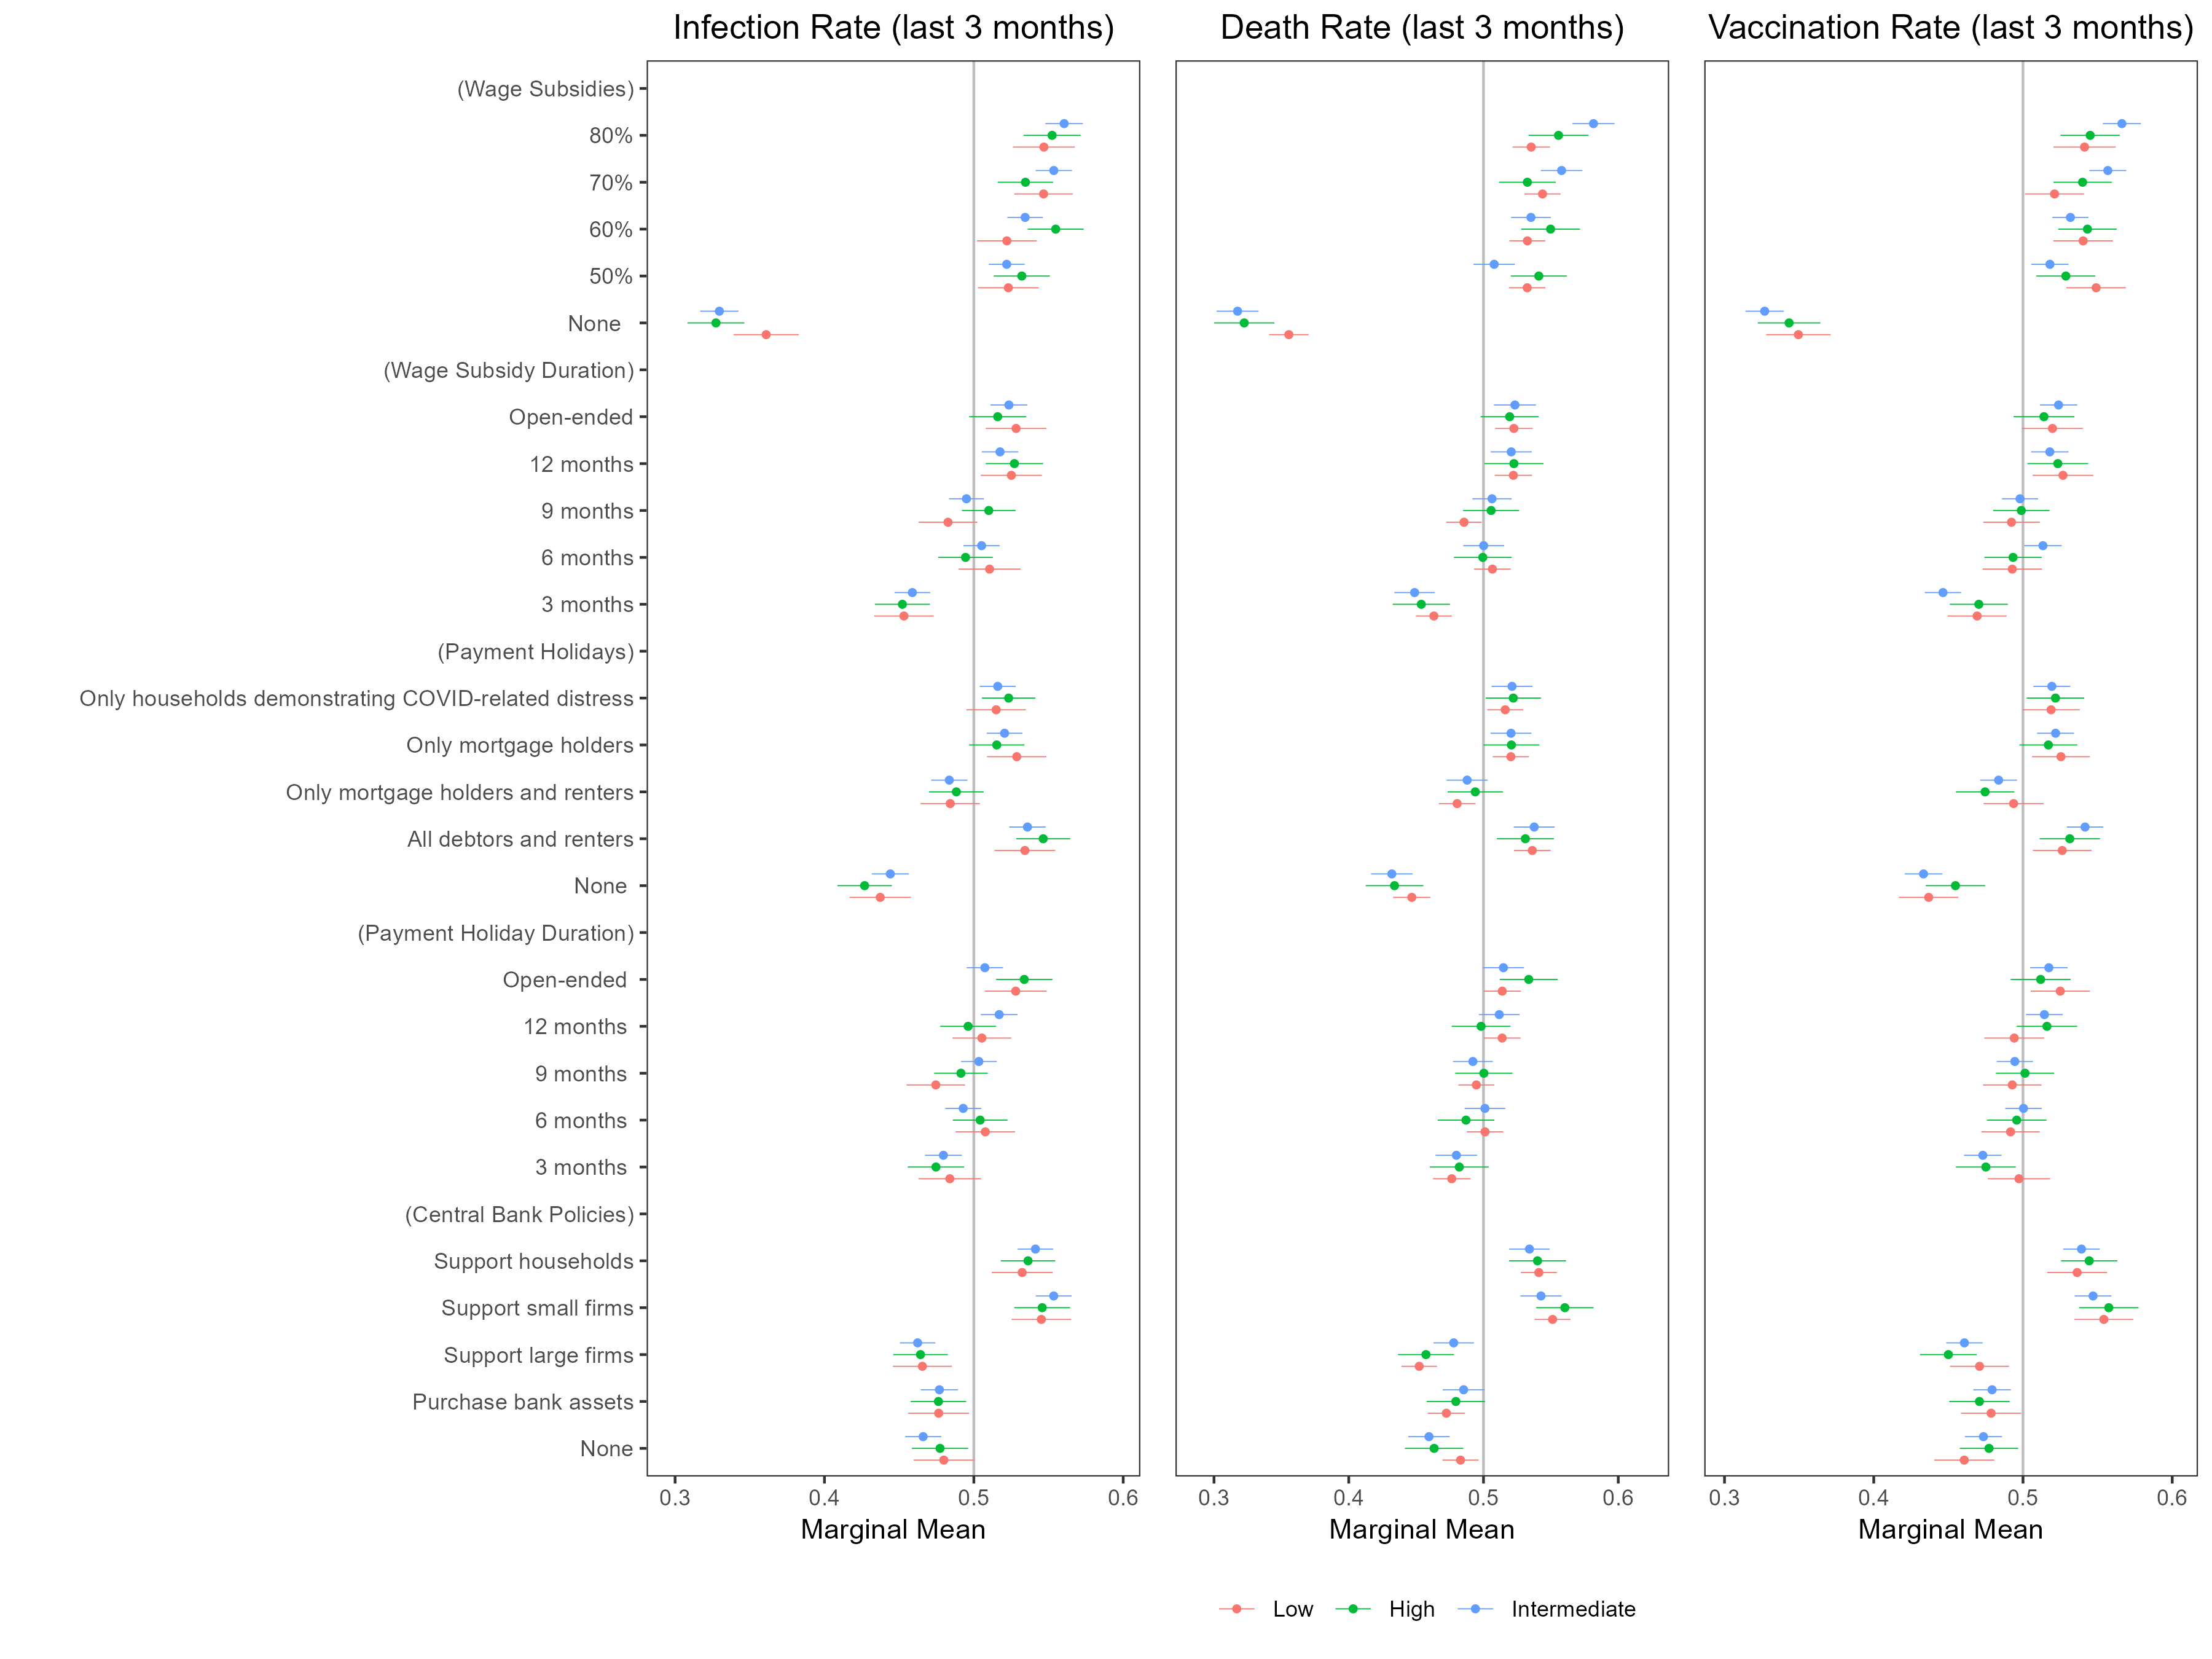 Infection Rate (last 3 months)
Death Rate (last 3 months)
Vaccination Rate (last 3 months)
(Wage Subsidies)
80%
70%
60%
50%
None
(Wage Subsidy Duration)
Open-ended
12 months
9 months
6 months
3 months
(Payment Holidays)
Only households demonstrating COVID-related distress
Only mortgage holders
Only mortgage holders and renters
All debtors and renters
None
(Payment Holiday Duration)
Open-ended
12 months
9 months
6 months
3 months
(Central Bank Policies)
Support households
Support small firms
Support large firms
Purchase bank assets
None
0.3 0.4 0.5 0.6
0.3 0.4 0.5 0.6
0.3 0.4 0.5 0.6
Marginal Mean
Marginal Mean
Marginal Mean
Low High Intermediate